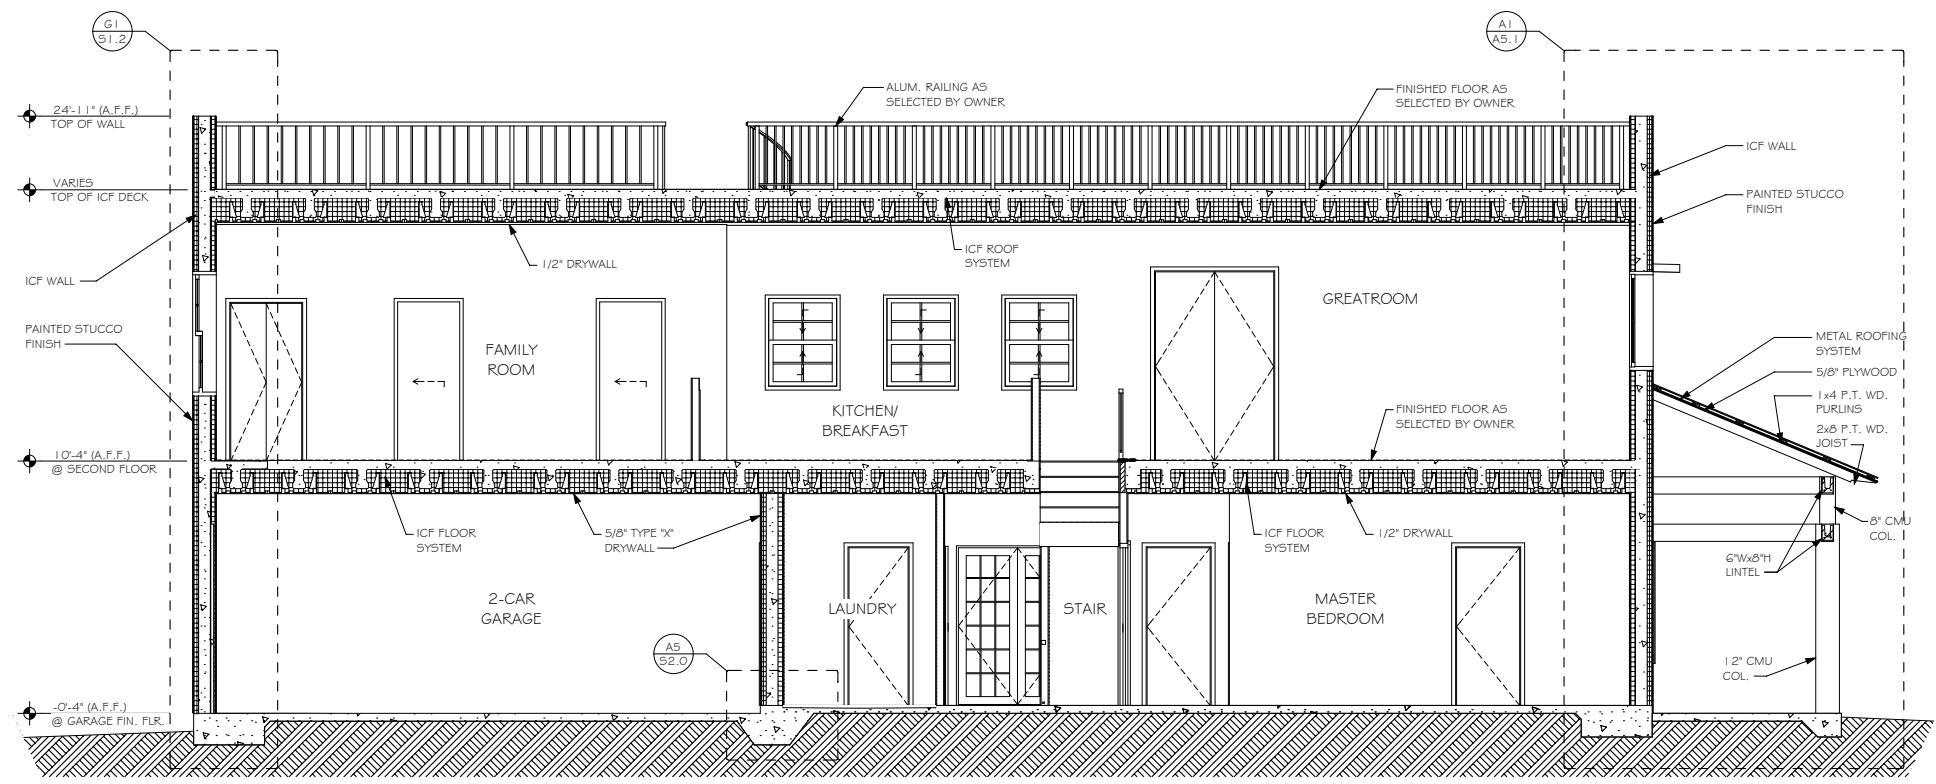 G1
S1.2
A1
A5.1
24'-11" (A.F.F.)
TOP OF WALL
ALUM. RAILING AS
SELECTED BY OWNER
FINISHED FLOOR AS
SELECTED BY OWNER
ICF WALL
VARIES
TOP OF ICF DECK
PAINTED STUCCO
FINISH
ICF ROOF
SYSTEM
1/2" DRYWALL
ICF WALL
GREATROOM
PAINTED STUCCO
FINISH
FAMILY
ROOM
METAL ROOFING
SYSTEM
5/8" PLYWOOD
1x4 P.T. WD.
PURLINS
KITCHEN/
BREAKFAST
FINISHED FLOOR AS
SELECTED BY OWNER
2x8 P.T. WD.
JOIST
10'-4" (A.F.F.)
@ SECOND FLOOR
ICF FLOOR
SYSTEM
5/8" TYPE "X"
DRYWALL
ICF FLOOR
SYSTEM
1/2" DRYWALL
8" CMU
COL.
6"Wx8"H
LINTEL
2-CAR
GARAGE
LAUNDRY
STAIR
MASTER
BEDROOM
A5
S2.0
12" CMU
COL.
-0'-4" (A.F.F.)
@ GARAGE FIN. FLR.